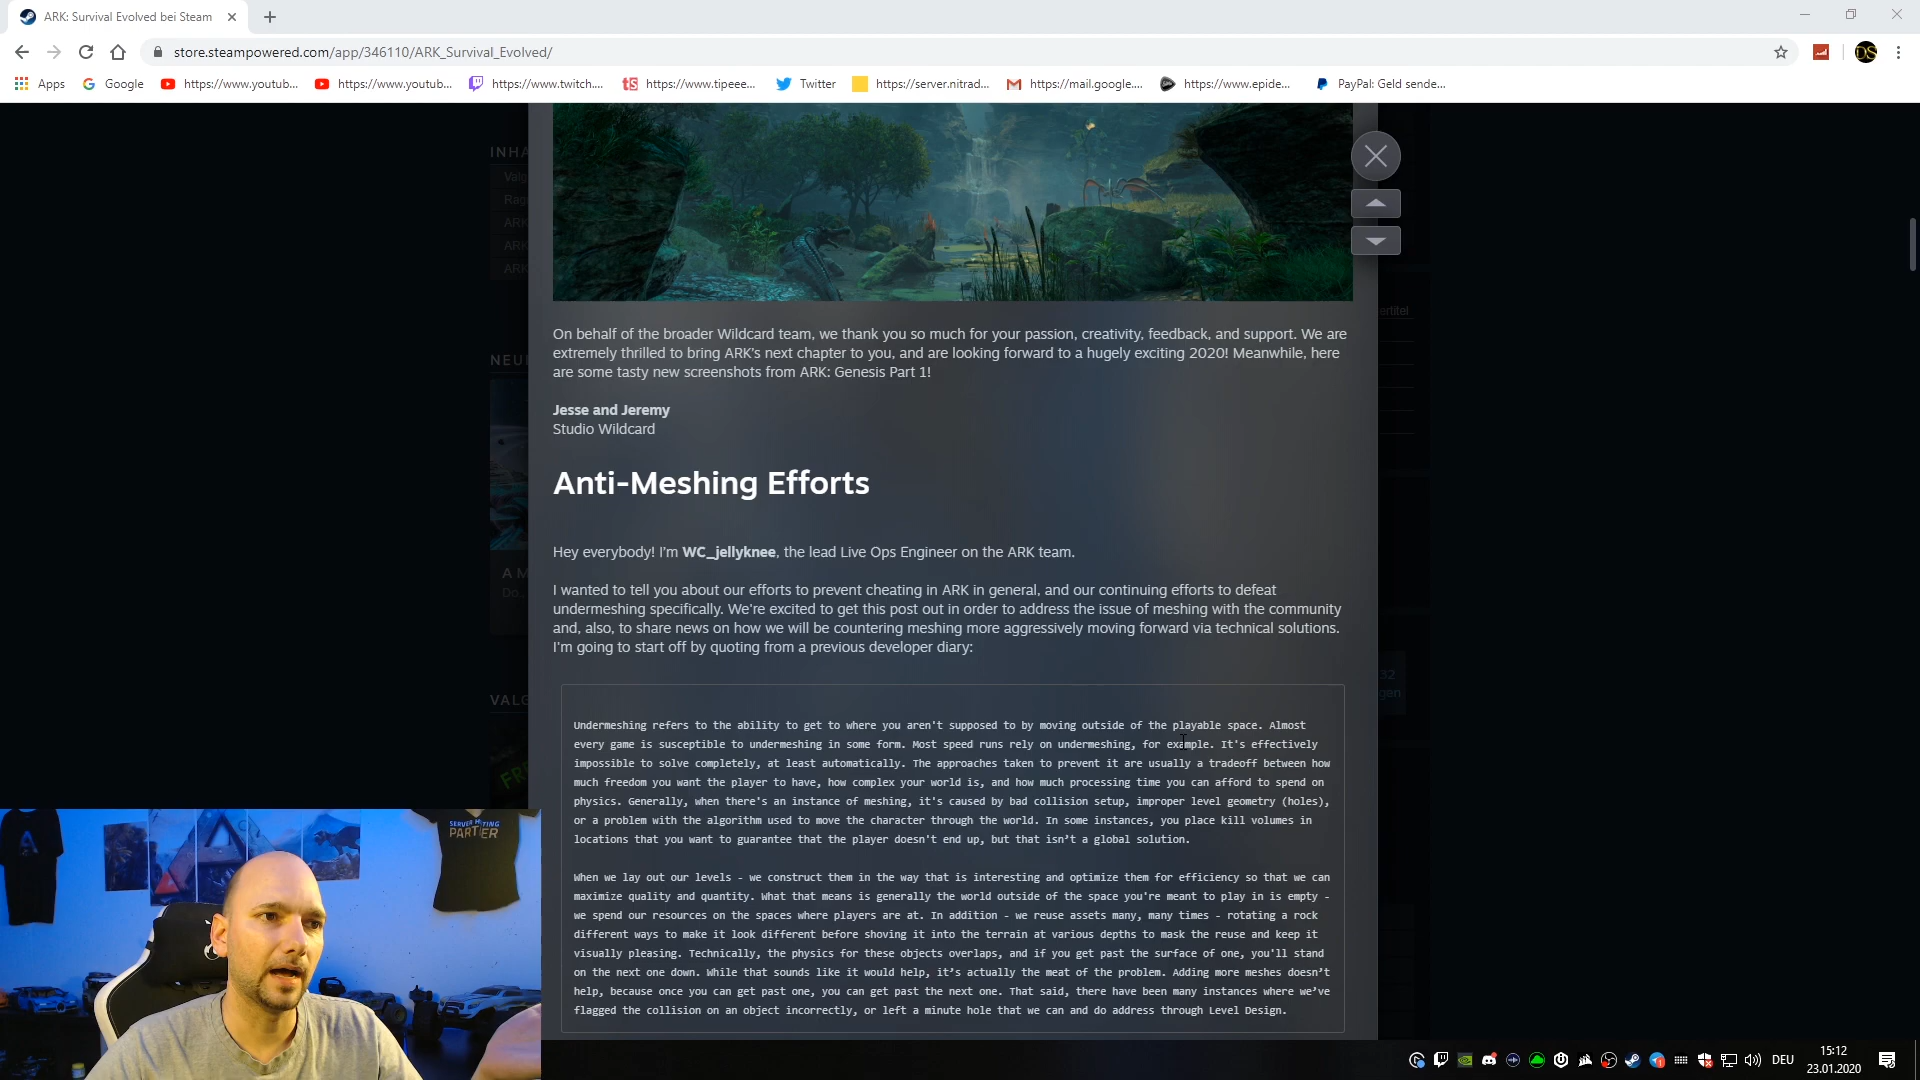 ARK: Survival Evolved bei Steam
store.steampowered.com/app/346110/ARK_Survival_Evolved/
DS
Apps
Google
https://www.youtub...
https://www.youtub...
https://www.twitch....
https://www.tipeee...
Twitter
https://server.nitrad...
https://mail.google....
https://www.epide...
PayPal: Geld sende...
INHA
Valg
Rag
ARK
ARK
ARK
ertitel
On behalf of the broader Wildcard team, we thank you so much for your passion, creativity, feedback, and support. We are
extremely thrilled to bring ARK's next chapter to you, and are looking forward to a hugely exciting 2020! Meanwhile, here
are some tasty new screenshots from ARK: Genesis Part 1!
NEUI
Jesse and Jeremy
Studio Wildcard
Anti-Meshing Efforts
Hey everybody! I'm WC_jellyknee, the lead Live Ops Engineer on the ARK team.
A M
Do..
I wanted to tell you about our efforts to prevent cheating in ARK in general, and our continuing efforts to defeat
undermeshing specifically. We're excited to get this post out in order to address the issue of meshing with the community
and, also, to share news on how we will be countering meshing more aggressively moving forward via technical solutions.
I'm going to start off by quoting from a previous developer diary:
32
gen
VALG
Undermeshing refers to the ability to get to where you aren't supposed to by moving outside of the playable space. Almost
every game is susceptible to undermeshing in some form. Most speed runs rely on undermeshing, for example. It's effectively
impossible to solve completely, at least automatically. The approaches taken to prevent it are usually a tradeoff between how
much freedom you want the player to have, how complex your world is, and how much processing time you can afford to spend on
physics. Generally, when there's an instance of meshing, it's caused by bad collision setup, improper level geometry (holes),
or a problem with the algorithm used to move the character through the world. In some instances, you place kill volumes in
locations that you want to guarantee that the player doesn't end up, but that isn't a global solution.
FREE
When we lay out our levels - we construct them in the way that is interesting and optimize them for efficiency so that we can
maximize quality and quantity. What that means is generally the world outside of the space you're meant to play in is empty -
we spend our resources on the spaces where players are at. In addition - we reuse assets many, many times - rotating a rock
different ways to make it look different before shoving it into the terrain at various depths to mask the reuse and keep it
visually pleasing. Technically, the physics for these objects overlaps, and if you get past the surface of one, you'll stand
on the next one down. While that sounds like it would help, it's actually the meat of the problem. Adding more meshes doesn't
help, because once you can get past one, you can get past the next one. That said, there have been many instances where we've
flagged the collision on an object incorrectly, or left a minute hole that we can and do address through Level Design.
PARTNER
DEU
15:12
23.01.2020